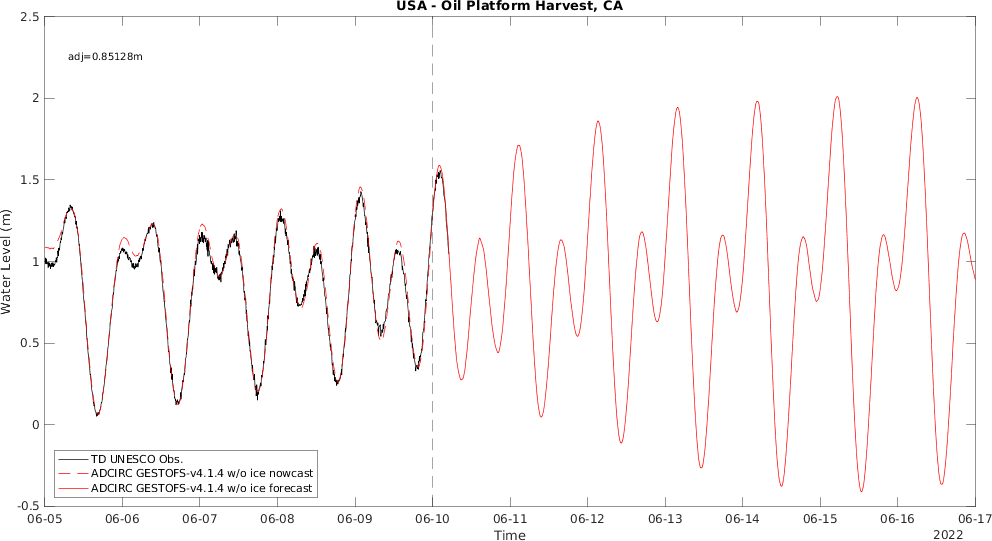 USA - Oil Platform Harvest, CA
2.5
adj=0.85128m
2
1.5
Water Level (m)
1
0.5
0
TD UNESCO Obs.
ADCIRC GESTOFS-v4.1.4 w/o ice nowcast
ADCIRC GESTOFS-v4.1.4 w/o ice forecast
-0.5
06-05 06-06 06-07 06-08 06-09 06-10 06-11 06-12 06-13 06-14 06-15 06-16 06-17
Time
2022